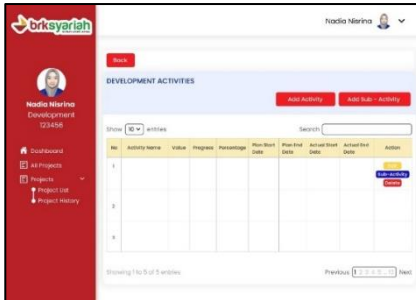 brksyariah
Nadia Nisrina
Back
Nadia Nisrina
Development
123456
Dashboard
All Projects
Projects
Project List
Project History
DEVELOPMENT ACTIVITIES
Add Activity
Add Sub - Activity
Show 10 entries
Search
No Activity Name Value Progress Percentage Plan Start Date Plan End Date Actual Start Date Actual End Date Action
1
Edit
Sub-Activity
Delete
2
3
Showing 1 to 5 of 5 entries
Previous
Next